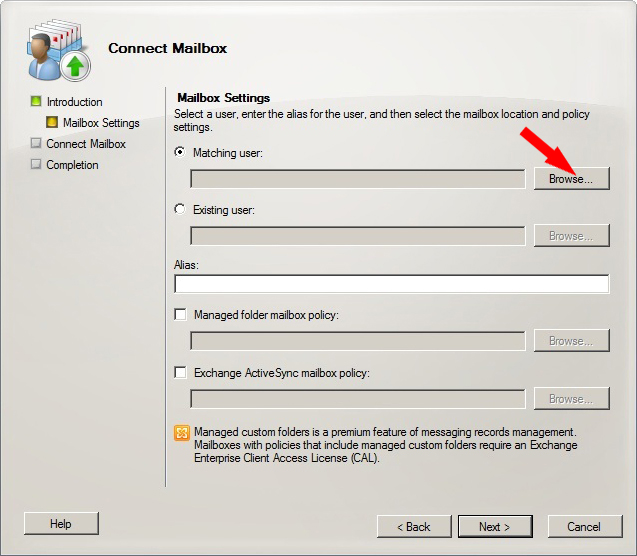 Connect Mailbox
Introduction
Mailbox Settings
Connect Mailbox
Completion
Mailbox Settings
Select a user, enter the alias for the user, and then select the mailbox location and policy
settings.
Matching user:
Browse...
Existing user:
Browse...
Alias:
Managed folder mailbox policy:
Browse...
Exchange ActiveSync mailbox policy:
Browse...
Managed custom folders is a premium feature of messaging records management.
Mailboxes with policies that include managed custom folders require an Exchange
Enterprise Client Access License (CAL).
Help
< Back
Next >
Cancel